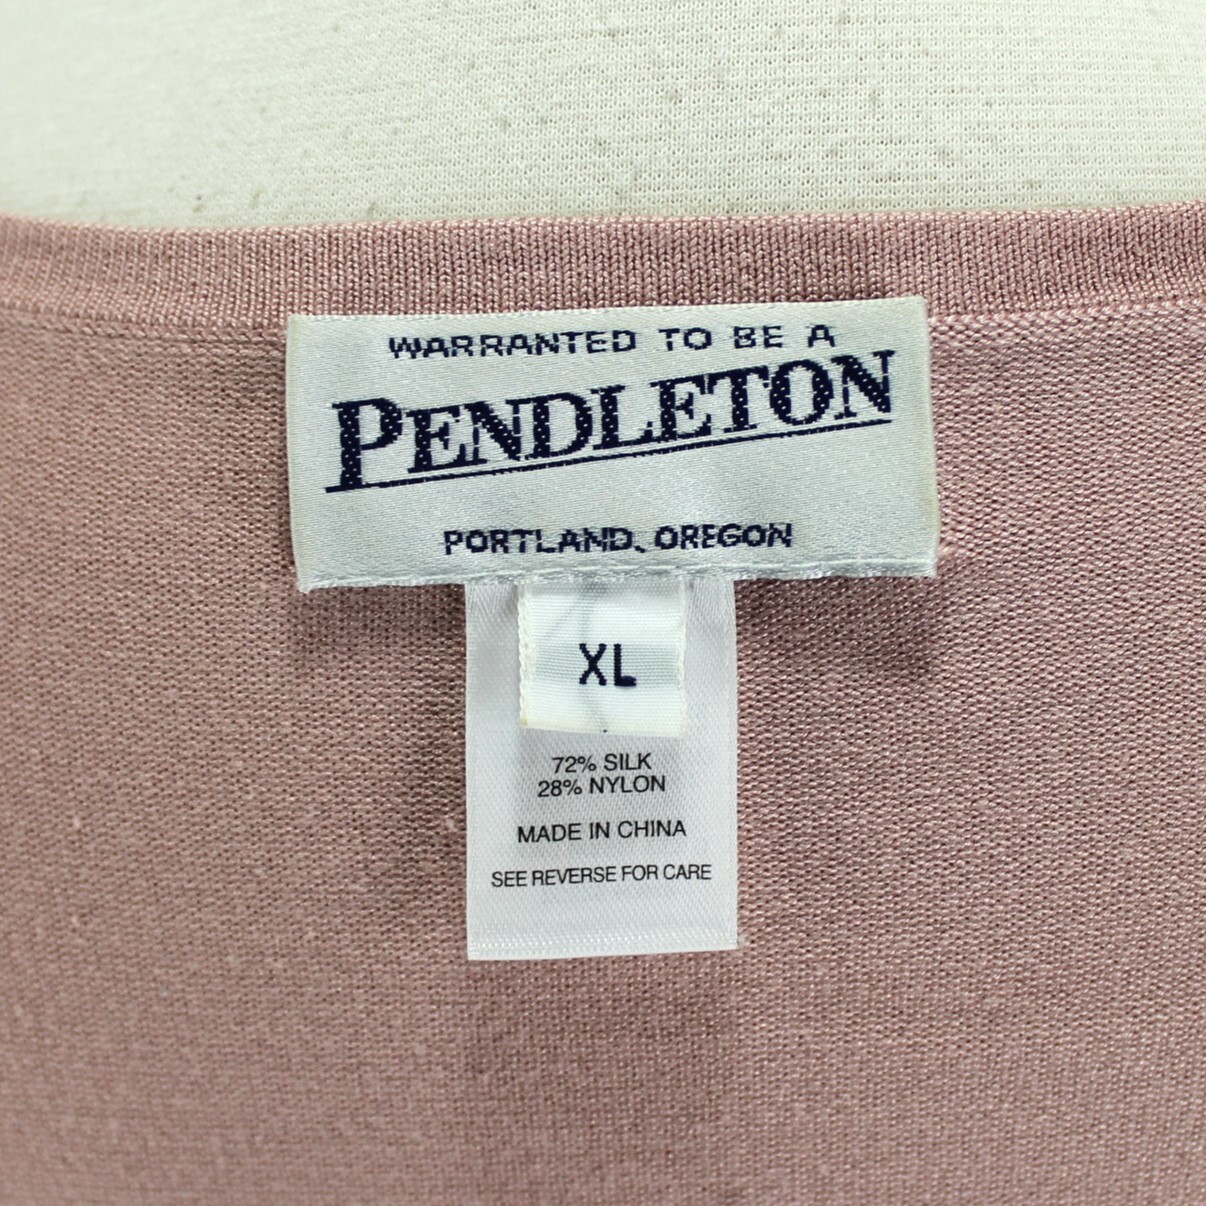 WARRANTED TO BE A
PENDLETON
PORTLAND, OREGON
XL
72% SILK
28% NYLON
MADE IN CHINA
SEE REVERSE FOR CARE